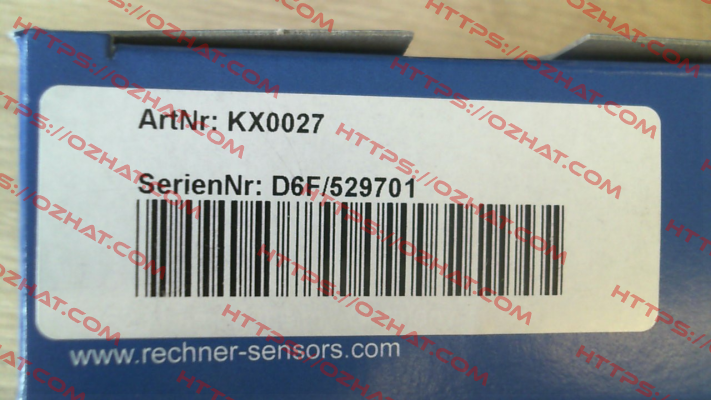 ArtNr: KX0027
SerienNr: D6F/529701
www.rechner-sensors.com
HTTPS://OZHAT.COM